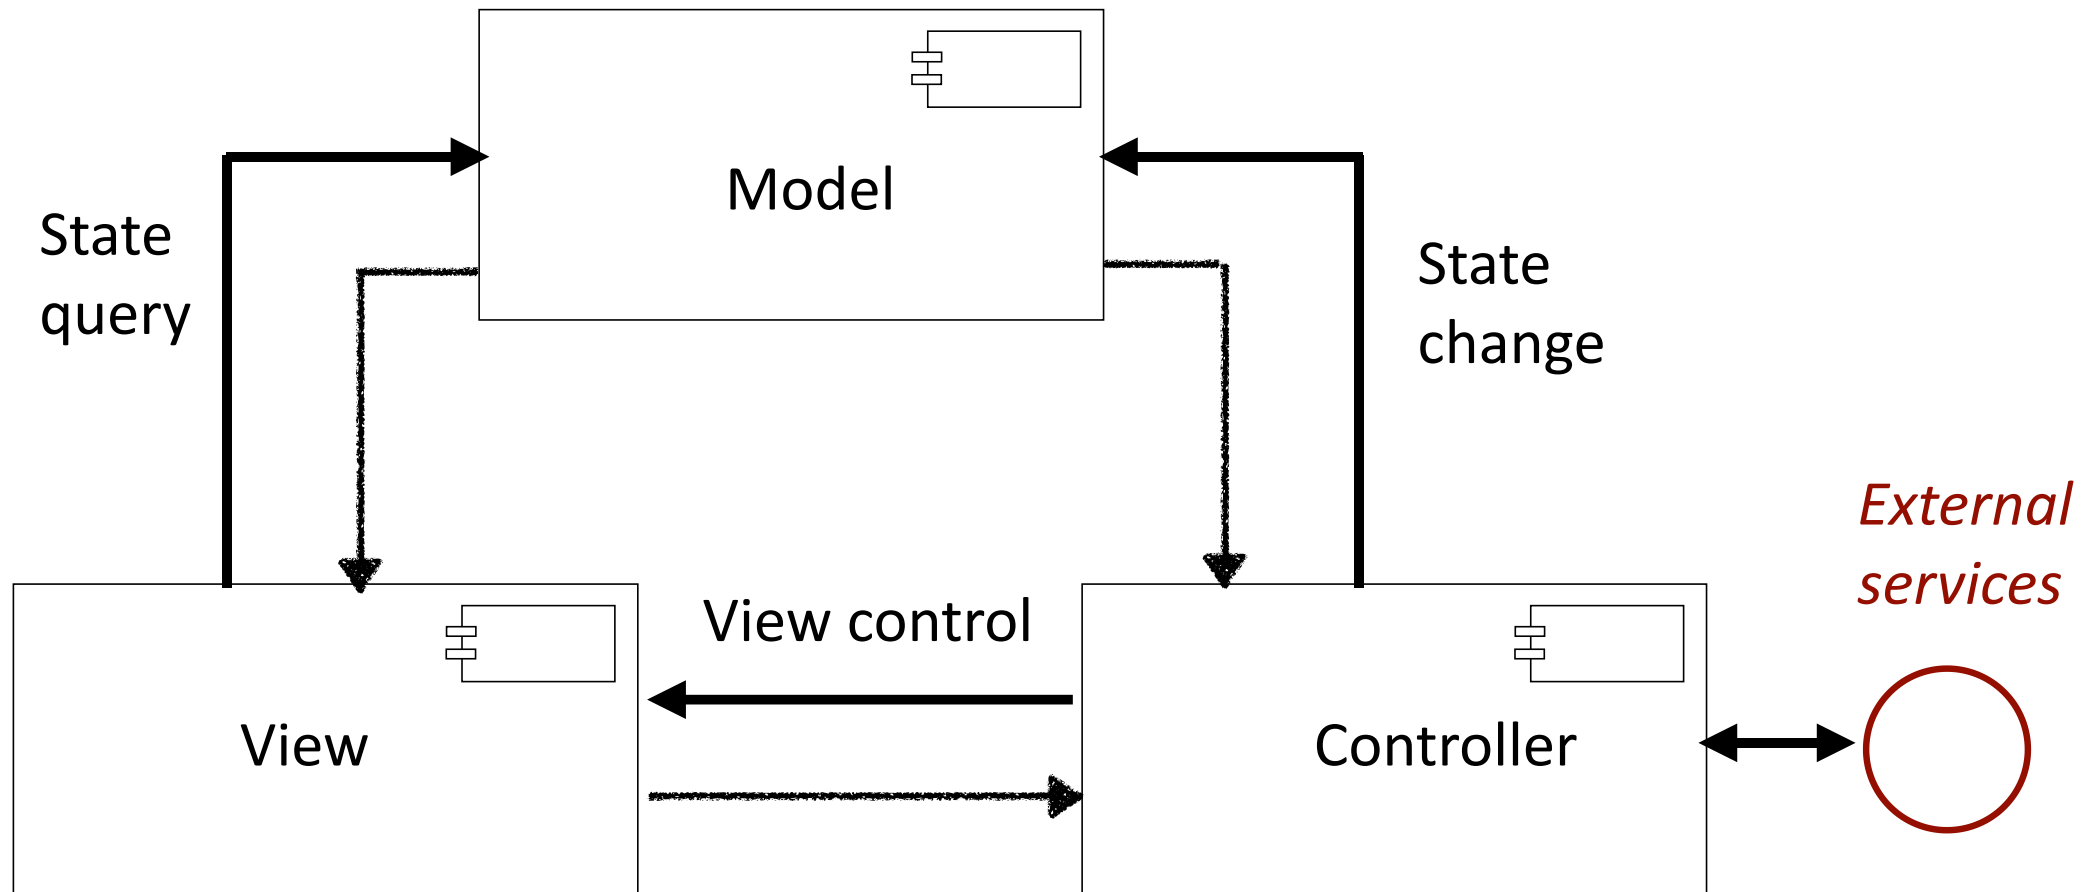 Model
State
query
State
change
External
services
View control
View
Controller